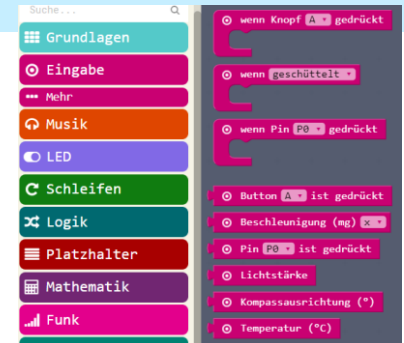 Suche...
Grundlagen
Eingabe
Mehr
Musik
LED
Schleifen
Logik
Platzhalter
Mathematik
Funk
wenn Knopf A gedrückt
wenn geschüttelt
wenn Pin P0 gedrückt
Button A ist gedrückt
Beschleunigung (mg) x
Pin P0 ist gedrückt
Lichtstärke
Kompassausrichtung (°)
Temperatur (°C)